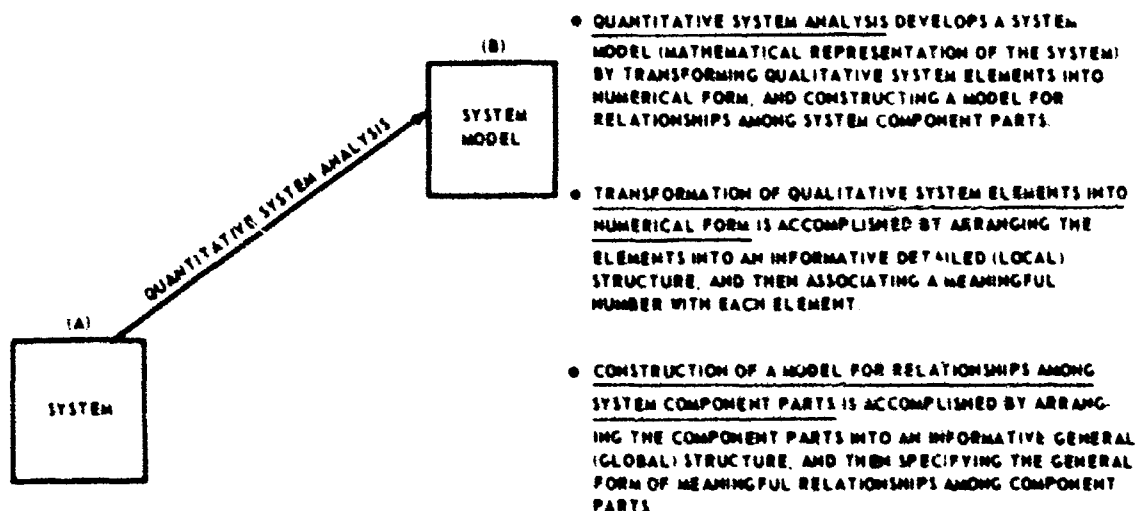 (A)
SYSTEM
QUANTITATIVE SYSTEM ANALYSIS
(B)
SYSTEM
MODEL
• QUANTITATIVE SYSTEM ANALYSIS DEVELOPS A SYSTEM
MODEL (MATHEMATICAL REPRESENTATION OF THE SYSTEM)
BY TRANSFORMING QUALITATIVE SYSTEM ELEMENTS INTO
NUMERICAL FORM, AND CONSTRUCTING A MODEL FOR
RELATIONSHIPS AMONG SYSTEM COMPONENT PARTS.
• TRANSFORMATION OF QUALITATIVE SYSTEM ELEMENTS INTO
NUMERICAL FORM IS ACCOMPLISHED BY ARRANGING THE
ELEMENTS INTO AN INFORMATIVE DETAILED (LOCAL)
STRUCTURE, AND THEN ASSOCIATING A MEANINGFUL
NUMBER WITH EACH ELEMENT.
• CONSTRUCTION OF A MODEL FOR RELATIONSHIPS AMONG
SYSTEM COMPONENT PARTS IS ACCOMPLISHED BY ARRANG-
ING THE COMPONENT PARTS INTO AN INFORMATIVE GENERAL
(GLOBAL) STRUCTURE, AND THEN SPECIFYING THE GENERAL
FORM OF MEANINGFUL RELATIONSHIPS AMONG COMPONENT
PARTS